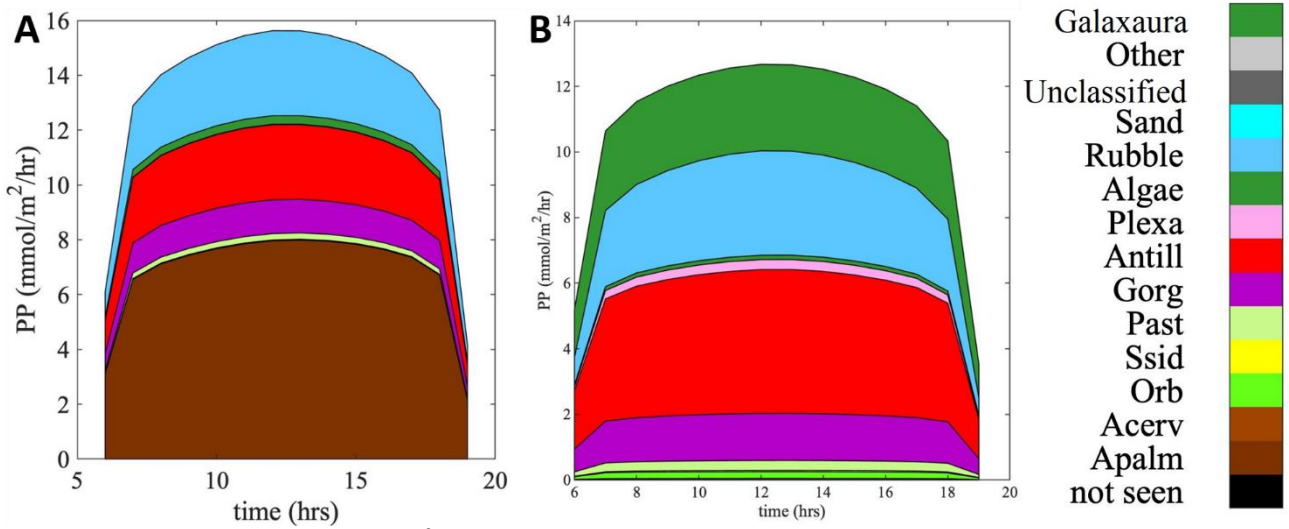 A
PP (mmol/m²/hr)
16
14
12
10
8
6
4
2
0
5
10
15
20
time (hrs)
B
PP (mmol/m²/hr)
14
12
10
8
6
4
2
0
6
8
10
12
14
16
18
20
time (hrs)
Galaxaura
Other
Unclassified
Sand
Rubble
Algae
Plexa
Antill
Gorg
Past
Ssid
Orb
Acerv
Apalm
not seen